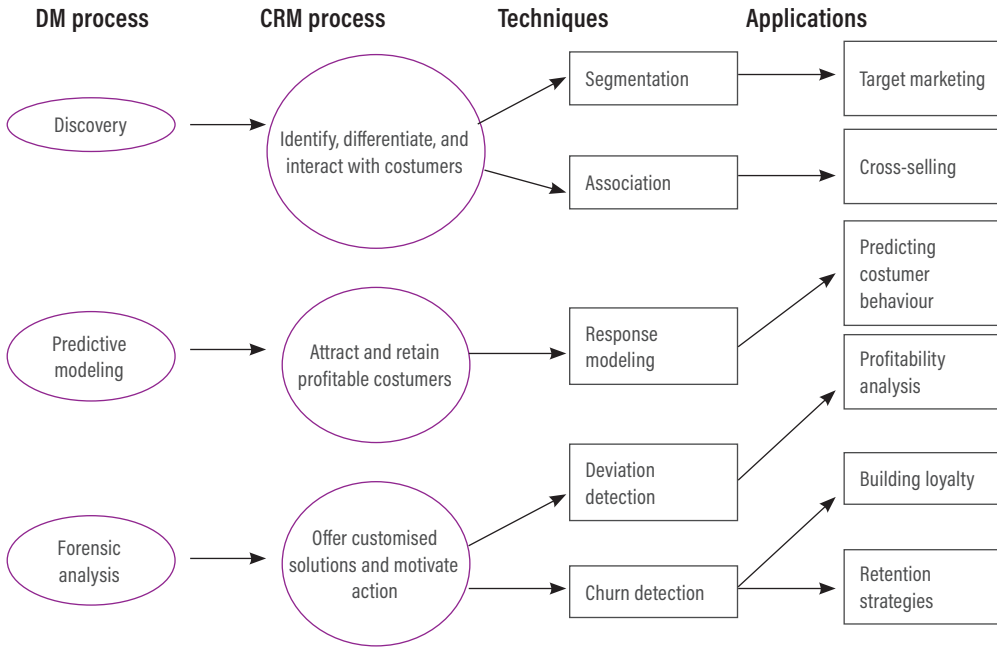 DM process
CRM process
Techniques
Applications
Discovery
Identify, differentiate, and
interact with costumers
Segmentation
Target marketing
Association
Cross-selling
Predictive
modeling
Attract and retain
profitable costumers
Response
modeling
Predicting
costumer
behaviour
Profitability
analysis
Forensic
analysis
Offer customised
solutions and motivate
action
Deviation
detection
Building loyalty
Churn detection
Retention
strategies